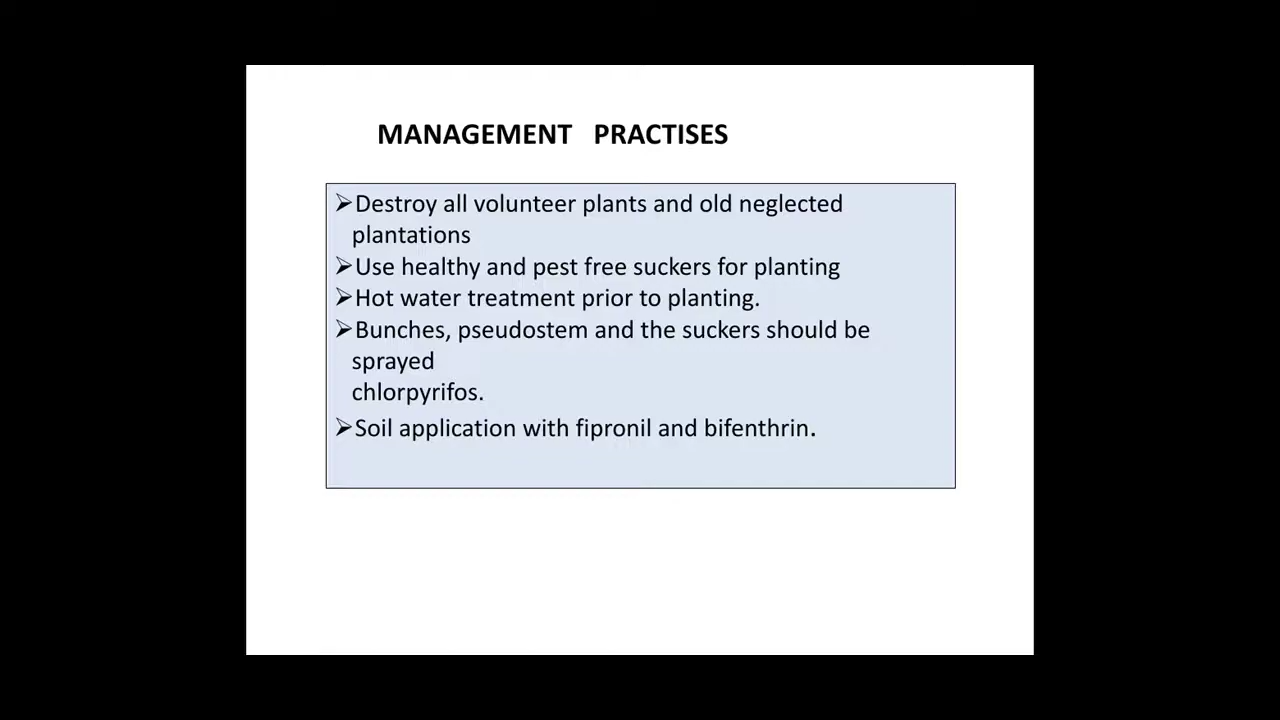 MANAGEMENT PRACTISES
➢Destroy all volunteer plants and old neglected
plantations
➢Use healthy and pest free suckers for planting
➢Hot water treatment prior to planting.
➢Bunches, pseudostem and the suckers should be
sprayed
chlorpyrifos.
➢Soil application with fipronil and bifenthrin.